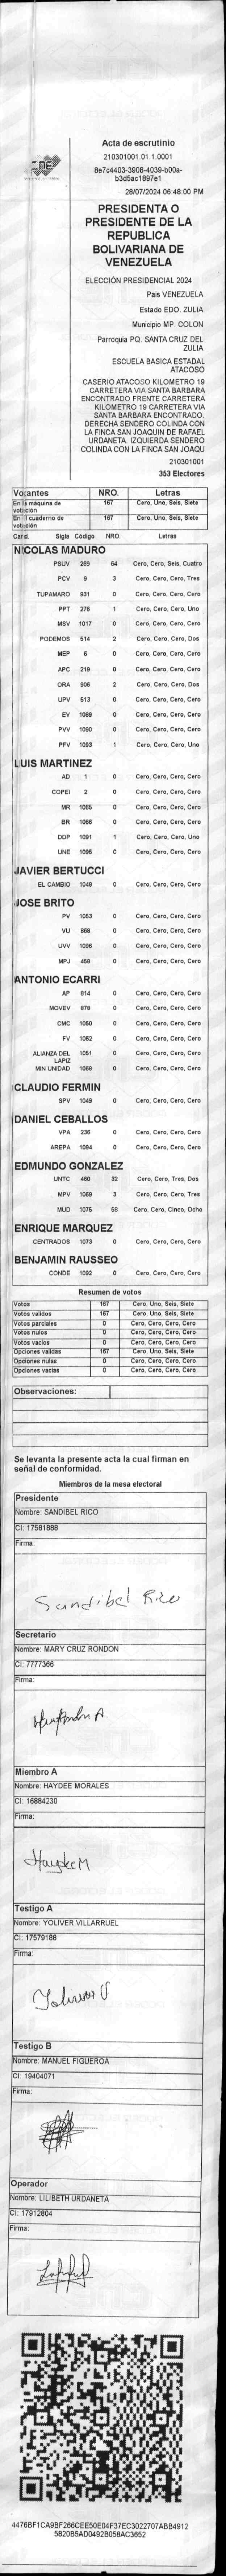 CNE
Acta de escrutinio
210301001.01.1.0001
8e7c4403-3908-4039-b00a-
b3d5ac1897e1
28/07/2024 06:48:00 PM
PRESIDENTA O
PRESIDENTE DE LA
REPUBLICA
BOLIVARIANA DE
VENEZUELA
ELECCIÓN PRESIDENCIAL 2024
Pais VENEZUELA
Estado EDO. ZULIA
Municipio MP. COLON
Parroquia PQ. SANTA CRUZ DEL
ZULIA
ESCUELA BASICA ESTADAL
ATACOSO
CASERIO ATACOSO KILOMETRO 19
CARRETERA VIA SANTA BARBARA
ENCONTRADO FRENTE CARRETERA
KILOMETRO 19 CARRETERA VIA
SANTA BARBARA ENCONTRADO.
DERECHA SENDERO COLINDA CON
LA FINCA SAN JOAQUIN DE RAFAEL
URDANETA. IZQUIERDA SENDERO
COLINDA CON LA FINCA SAN JOAQU
210301001
353 Electores
Votantes NRO. Letras
En la máquina de votación 167 Cero, Uno, Seis, Siete
En el cuaderno de votación 167 Cero, Uno, Seis, Siete
Cand. Sigla Código NRO. Letras
NICOLAS MADURO
PSUV 269 64 Cero, Cero, Seis, Cuatro
PCV 9 3 Cero, Cero, Cero, Tres
TUPAMARO 931 0 Cero, Cero, Cero, Cero
PPT 276 1 Cero, Cero, Cero, Uno
MSV 1017 0 Cero, Cero, Cero, Cero
PODEMOS 514 2 Cero, Cero, Cero, Dos
MEP 6 0 Cero, Cero, Cero, Cero
APC 219 0 Cero, Cero, Cero, Cero
ORA 906 2 Cero, Cero, Cero, Dos
UPV 513 0 Cero, Cero, Cero, Cero
EV 1089 0 Cero, Cero, Cero, Cero
PVV 1090 0 Cero, Cero, Cero, Cero
PFV 1093 1 Cero, Cero, Cero, Uno
LUIS MARTINEZ
AD 1 0 Cero, Cero, Cero, Cero
COPEI 2 0 Cero, Cero, Cero, Cero
MR 1065 0 Cero, Cero, Cero, Cero
BR 1066 0 Cero, Cero, Cero, Cero
DDP 1091 1 Cero, Cero, Cero, Uno
UNE 1095 0 Cero, Cero, Cero, Cero
JAVIER BERTUCCI
EL CAMBIO 1048 0 Cero, Cero, Cero, Cero
JOSE BRITO
PV 1053 0 Cero, Cero, Cero, Cero
VU 868 0 Cero, Cero, Cero, Cero
UVV 1096 0 Cero, Cero, Cero, Cero
MPJ 458 0 Cero, Cero, Cero, Cero
ANTONIO ECARRI
AP 814 0 Cero, Cero, Cero, Cero
MOVEV 878 0 Cero, Cero, Cero, Cero
CMC 1050 0 Cero, Cero, Cero, Cero
FV 1062 0 Cero, Cero, Cero, Cero
ALIANZA DEL LÁPIZ 1051 0 Cero, Cero, Cero, Cero
MIN UNIDAD 1068 0 Cero, Cero, Cero, Cero
CLAUDIO FERMIN
SPV 1049 0 Cero, Cero, Cero, Cero
DANIEL CEBALLOS
VPA 236 0 Cero, Cero, Cero, Cero
AREPA 1094 0 Cero, Cero, Cero, Cero
EDMUNDO GONZALEZ
UNTC 460 32 Cero, Cero, Tres, Dos
MPV 1069 3 Cero, Cero, Cero, Tres
MUD 1075 58 Cero, Cero, Cinco, Ocho
ENRIQUE MARQUEZ
CENTRADOS 1073 0 Cero, Cero, Cero, Cero
BENJAMIN RAUSSEO
CONDE 1092 0 Cero, Cero, Cero, Cero
Resumen de votos
Votos 167 Cero, Uno, Seis, Siete
Votos validos 167 Cero, Uno, Seis, Siete
Votos parciales 0 Cero, Cero, Cero, Cero
Votos nulos 0 Cero, Cero, Cero, Cero
Votos vacios 0 Cero, Cero, Cero, Cero
Opciones validas 167 Cero, Uno, Seis, Siete
Opciones nulas 0 Cero, Cero, Cero, Cero
Opciones vacias 0 Cero, Cero, Cero, Cero
Observaciones:
Se levanta la presente acta la cual firman en
señal de conformidad.
Miembros de la mesa electoral
Presidente
Nombre: SANDIBEL RICO
CI: 17581888
Firma:
Sandibel Rico
Secretario
Nombre: MARY CRUZ RONDON
CI: 7777366
Firma:
Miembro A
Nombre: HAYDEE MORALES
CI: 16884230
Firma:
Haydee M
Testigo A
Nombre: YOLIVER VILLARRUEL
CI: 17579188
Firma:
Yoliver V
Testigo B
Nombre: MANUEL FIGUEROA
CI: 19404071
Firma:
Operador
Nombre: LILIBETH URDANETA
CI: 17912804
Firma:
4476BF1CA9BF266CEE50E04F37EC3022707ABB4912
5820B5AD0492B058AC3652